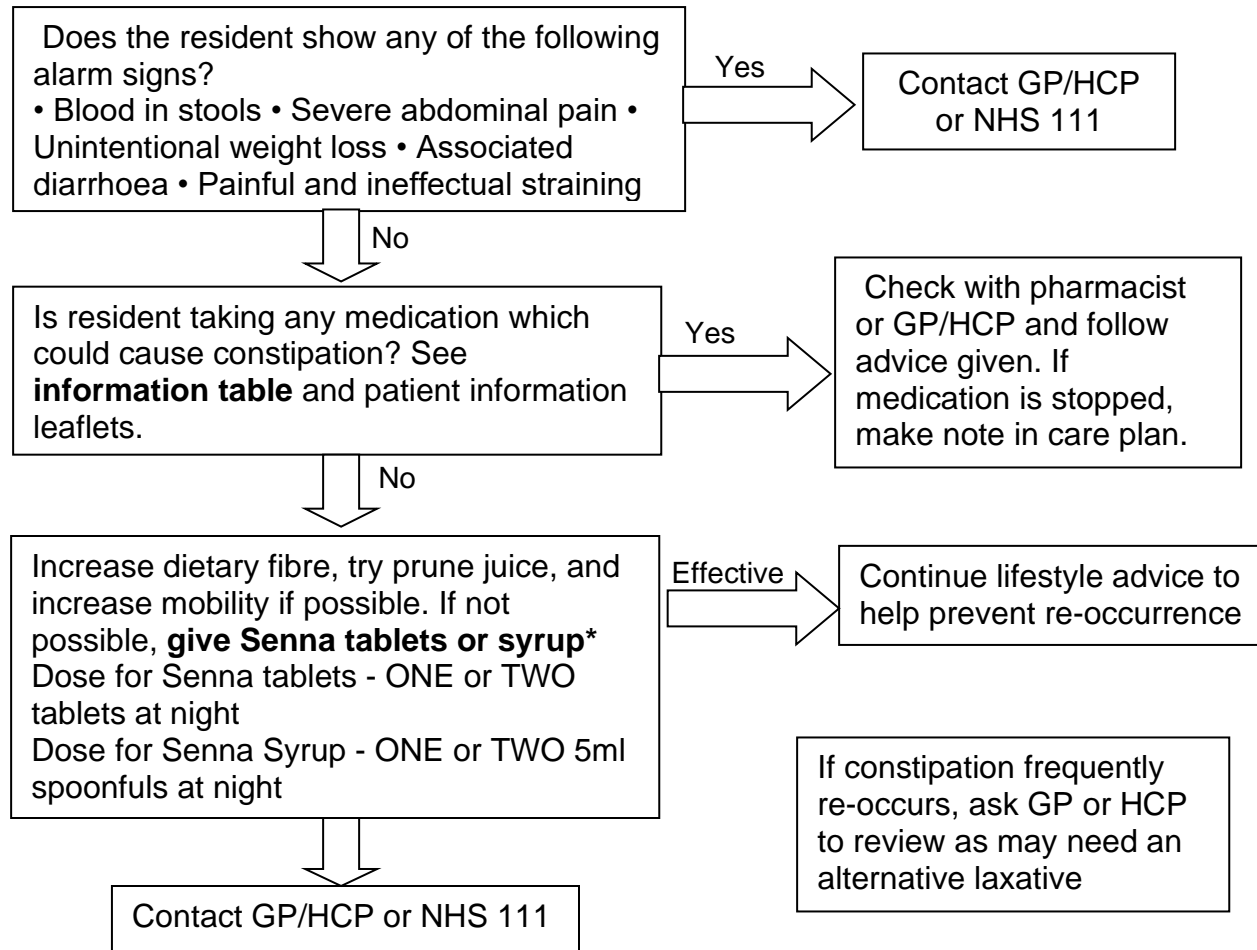 Does the resident show any of the following
alarm signs?
• Blood in stools • Severe abdominal pain •
Unintentional weight loss • Associated
diarrhoea • Painful and ineffectual straining
Yes
Contact GP/HCP
or NHS 111
No
Is resident taking any medication which
could cause constipation? See
information table and patient information
leaflets.
Yes
Check with pharmacist
or GP/HCP and follow
advice given. If
medication is stopped,
make note in care plan.
No
Increase dietary fibre, try prune juice, and
increase mobility if possible. If not
possible, give Senna tablets or syrup*
Dose for Senna tablets - ONE or TWO
tablets at night
Dose for Senna Syrup - ONE or TWO 5ml
spoonfuls at night
Effective
Continue lifestyle advice to
help prevent re-occurrence
If constipation frequently
re-occurs, ask GP or HCP
to review as may need an
alternative laxative
Contact GP/HCP or NHS 111